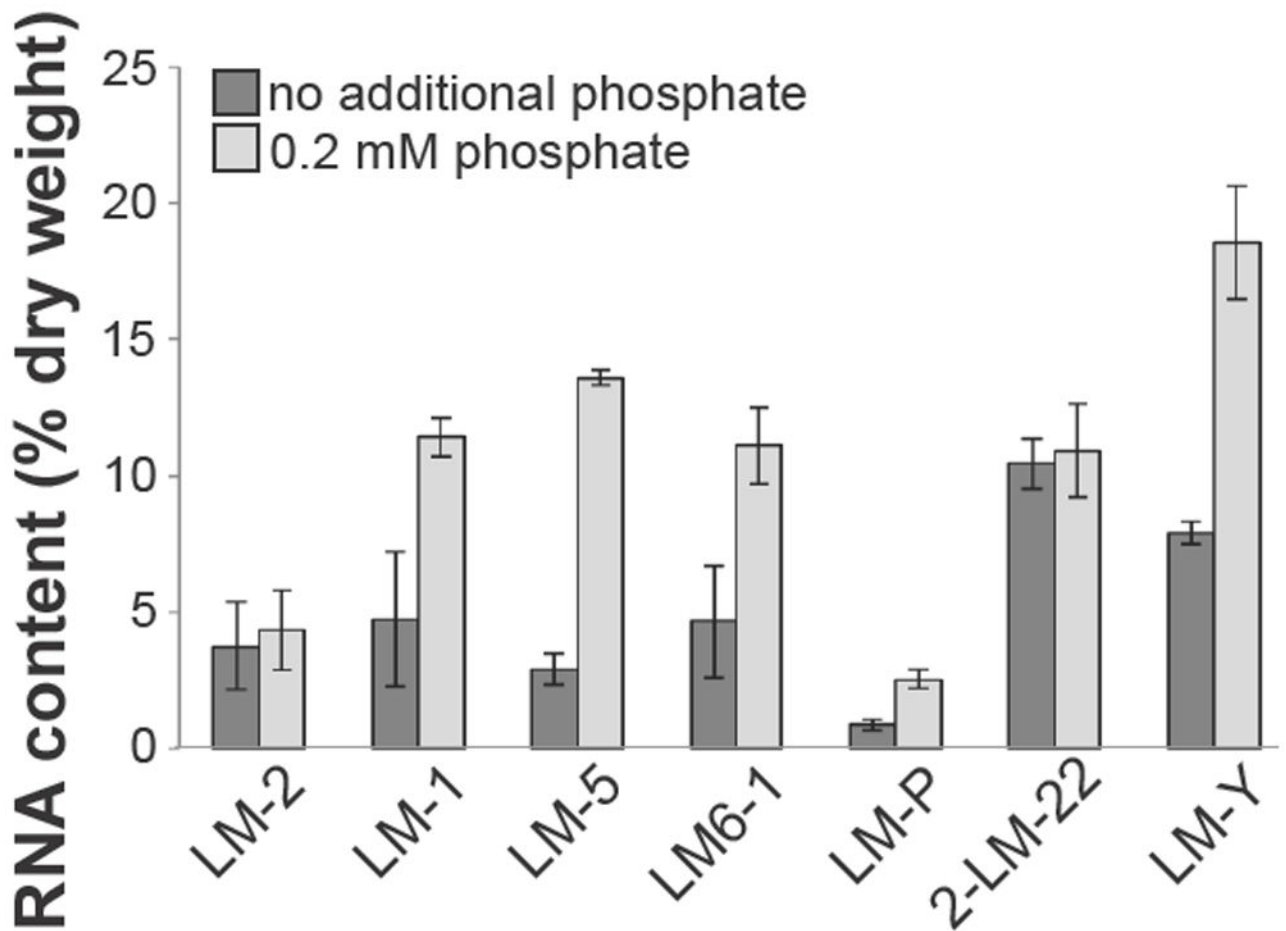 RNA content (% dry weight)
25
20
15
10
5
0
no additional phosphate
0.2 mM phosphate
LM-2
LM-1
LM-5
LM6-1
LM-P
2-LM-22
LM-Y